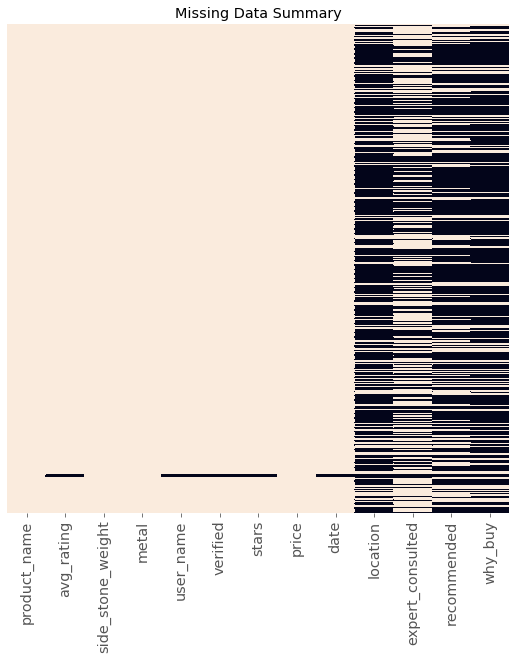 Missing Data Summary
product_name
avg_rating
side_stone_weight
metal
user_name
verified
stars
price
date
location
expert_consulted
recommended
why_buy